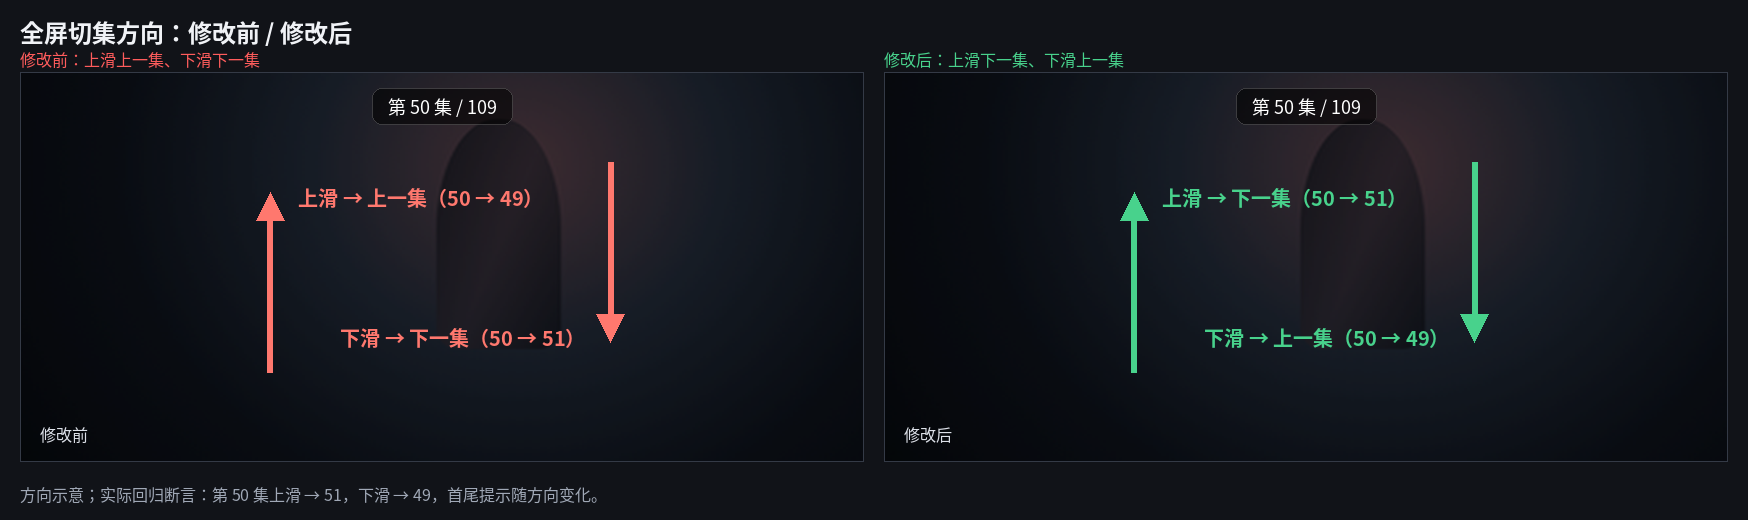 全屏切集方向：修改前 / 修改后
修改前：上滑上一集、下滑下一集
第 50 集 / 109
上滑 → 上一集（50 → 49）
下滑 → 下一集（50 → 51）
修改前
修改后：上滑下一集、下滑上一集
第 50 集 / 109
上滑 → 下一集（50 → 51）
下滑 → 上一集（50 → 49）
修改后
方向示意；实际回归断言：第 50 集上滑 → 51，下滑 → 49，首尾提示随方向变化。